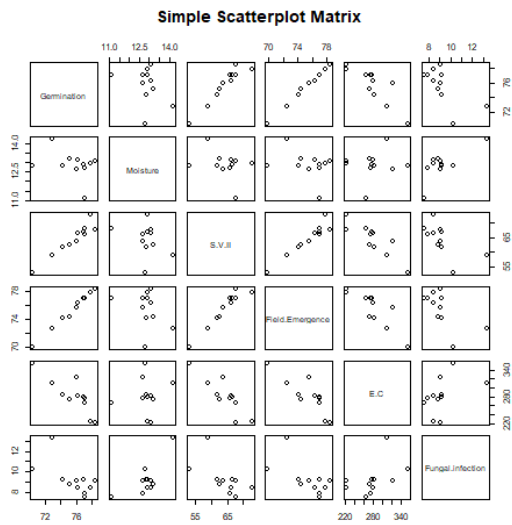 Simple Scatterplot Matrix
11.0 12.5 14.0 70 74 78 8 10 12
Germination
72 76
Moisture
11.0 12.5 14.0
S.V.II
55 65
Field.Emergence
70 74 78
E.C
220 280 340
Fungal.infection
8 10 12
72 76 55 65 220 280 340